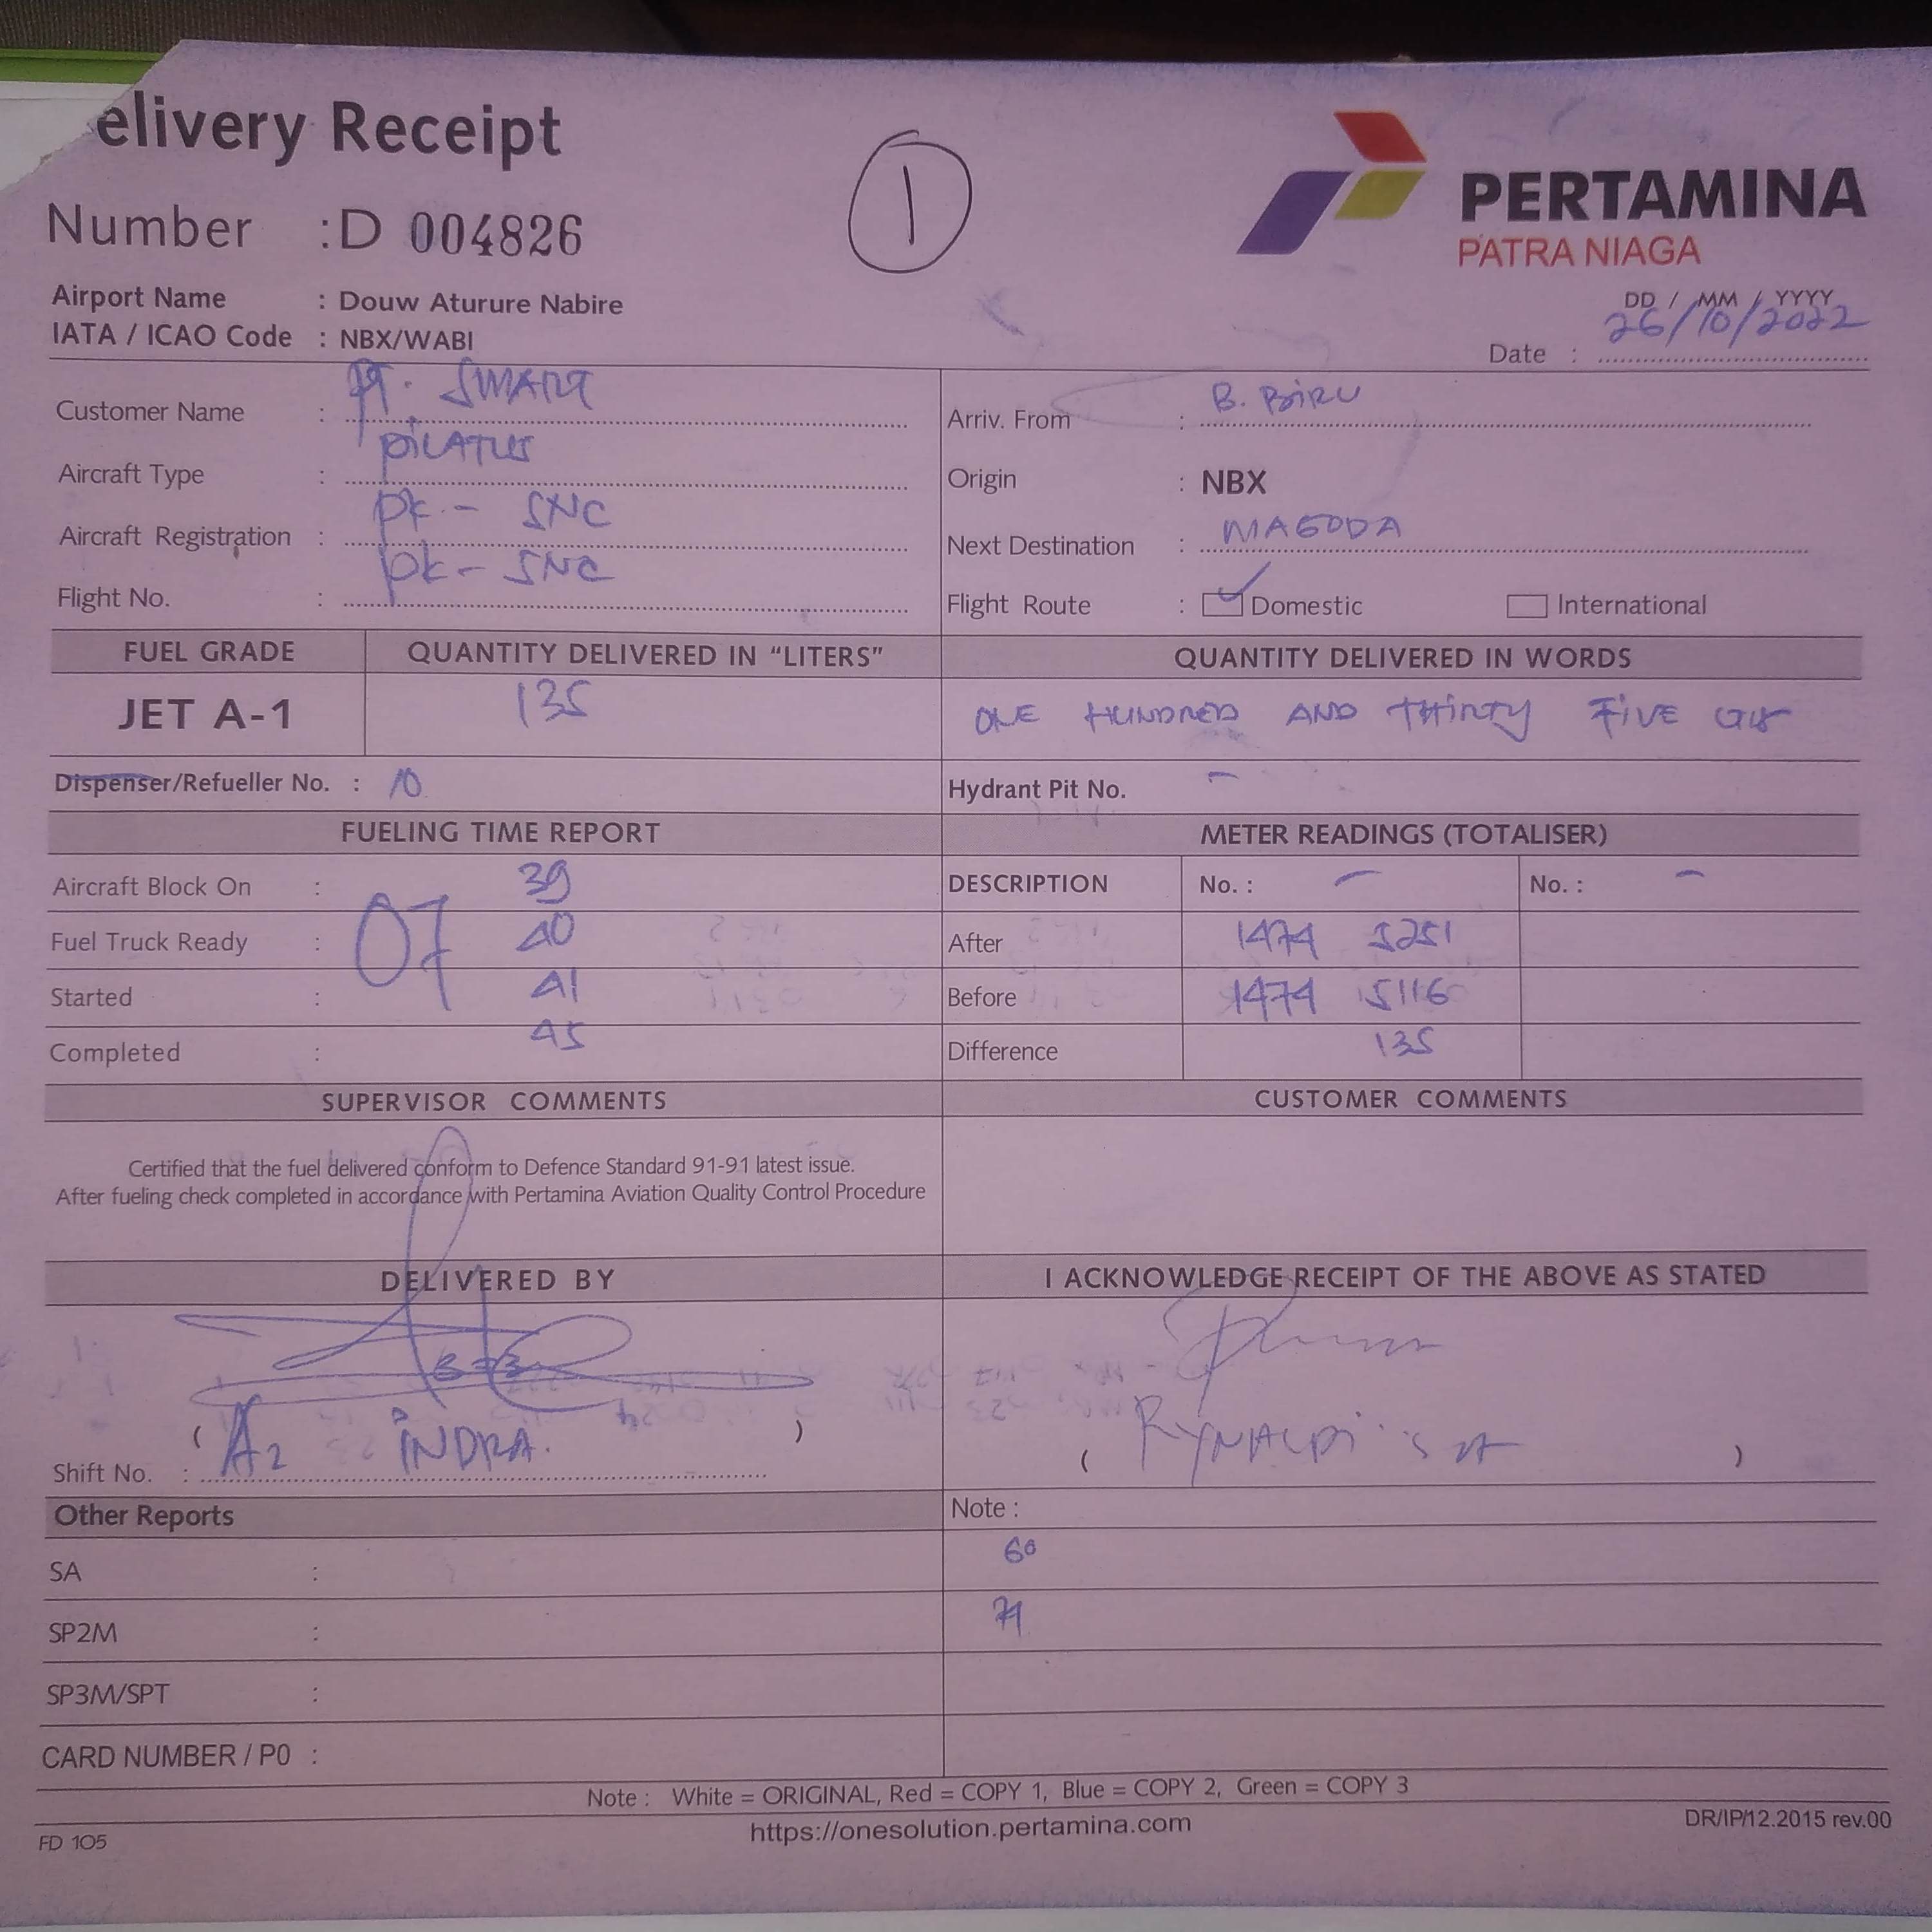 elivery Receipt
Number : D 004826
1
PERTAMINA
PATRA NIAGA
Airport Name : Douw Aturure Nabire
IATA / ICAO Code : NBX/WABI
DD / MM / YYYY
Date : 26/10/2022
Customer Name : PT. SMART
Aircraft Type : PILATUS
Aircraft Registration : PK - SNC
Flight No. : PK - SNC
Arriv. From : B. BIRU
Origin : NBX
Next Destination : MAGODA
Flight Route : Domestic International
FUEL GRADE QUANTITY DELIVERED IN “LITERS” QUANTITY DELIVERED IN WORDS
JET A-1 135 ONE HUNDRED AND THIRTY FIVE
Dispenser/Refueller No. : 10 Hydrant Pit No. -
FUELING TIME REPORT
Aircraft Block On : 39
Fuel Truck Ready : 07 40
Started : 41
Completed : 45
METER READINGS (TOTALISER)
DESCRIPTION No. : - No. : -
After 1474 5251
Before 1474 5116
Difference 135
SUPERVISOR COMMENTS
Certified that the fuel delivered conform to Defence Standard 91-91 latest issue.
After fueling check completed in accordance with Pertamina Aviation Quality Control Procedure
CUSTOMER COMMENTS
DELIVERED BY
( A2 INDRA. )
Shift No. :
I ACKNOWLEDGE RECEIPT OF THE ABOVE AS STATED
( )
Other Reports
SA :
SP2M :
SP3M/SPT :
CARD NUMBER / P0 :
Note :
60
74
Note : White = ORIGINAL, Red = COPY 1, Blue = COPY 2, Green = COPY 3
https://onesolution.pertamina.com
FD 105
DR/IP/12.2015 rev.00